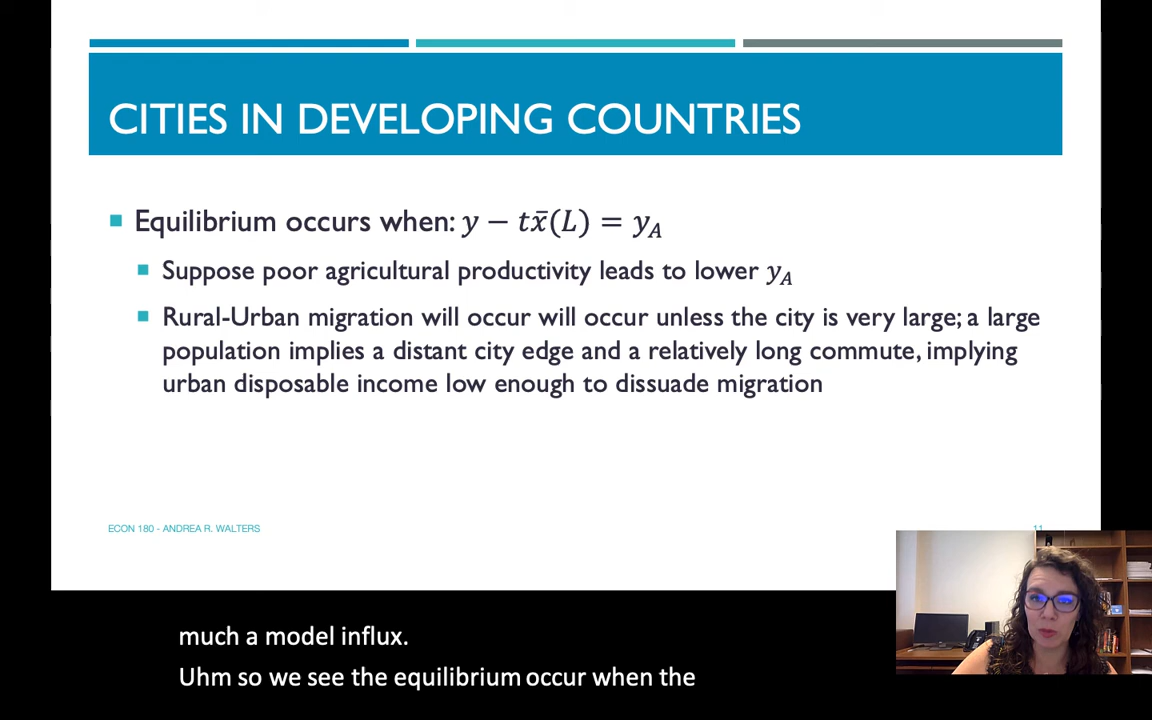 CITIES IN DEVELOPING COUNTRIES
Equilibrium occurs when: y − tx̄(L) = y_A
Suppose poor agricultural productivity leads to lower y_A
Rural-Urban migration will occur will occur unless the city is very large; a large
population implies a distant city edge and a relatively long commute, implying
urban disposable income low enough to dissuade migration
ECON 180 - ANDREA R. WALTERS
11
much a model influx.
Uhm so we see the equilibrium occur when the